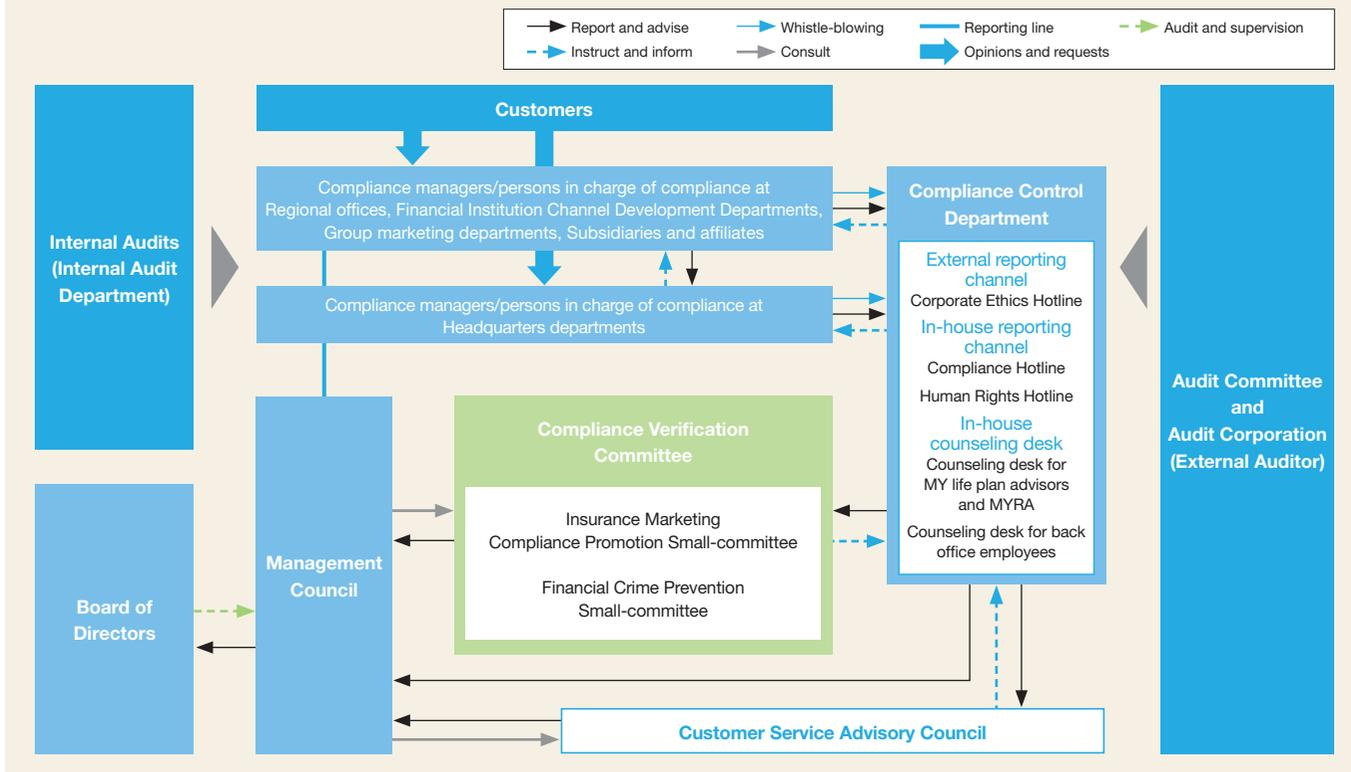 Report and advise
Whistle-blowing
Reporting line
Audit and supervision
Instruct and inform
Consult
Opinions and requests
Customers
Compliance managers/persons in charge of compliance at
Regional offices, Financial Institution Channel Development Departments,
Group marketing departments, Subsidiaries and affiliates
Compliance managers/persons in charge of compliance at
Headquarters departments
Internal Audits
(Internal Audit
Department)
Board of
Directors
Management
Council
Compliance Verification
Committee
Insurance Marketing
Compliance Promotion Small-committee
Financial Crime Prevention
Small-committee
Compliance Control
Department
External reporting
channel
Corporate Ethics Hotline
In-house reporting
channel
Compliance Hotline
Human Rights Hotline
In-house
counseling desk
Counseling desk for
MY life plan advisors
and MYRA
Counseling desk for back
office employees
Customer Service Advisory Council
Audit Committee
and
Audit Corporation
(External Auditor)